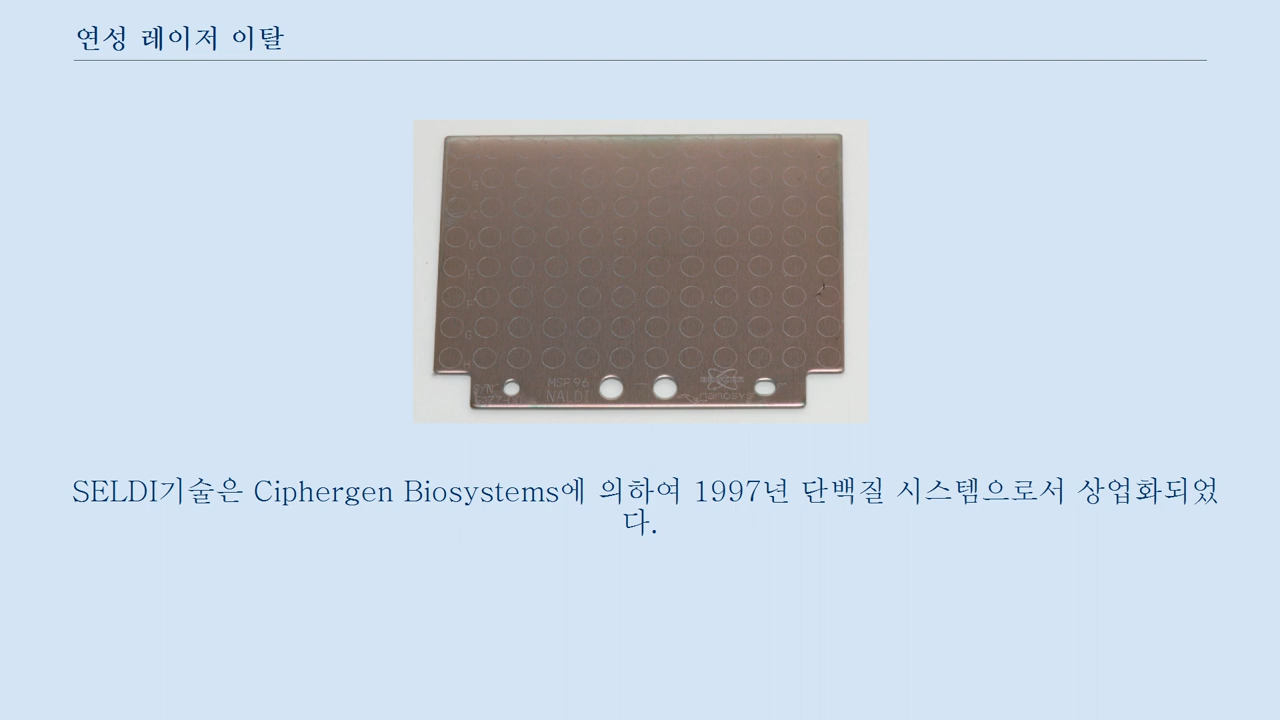 연성 레이저 이탈
B
C
D
E
F
G
H
MSP 96
NALDI
SELDI기술은 Ciphergen Biosystems에 의하여 1997년 단백질 시스템으로서 상업화되었
다.